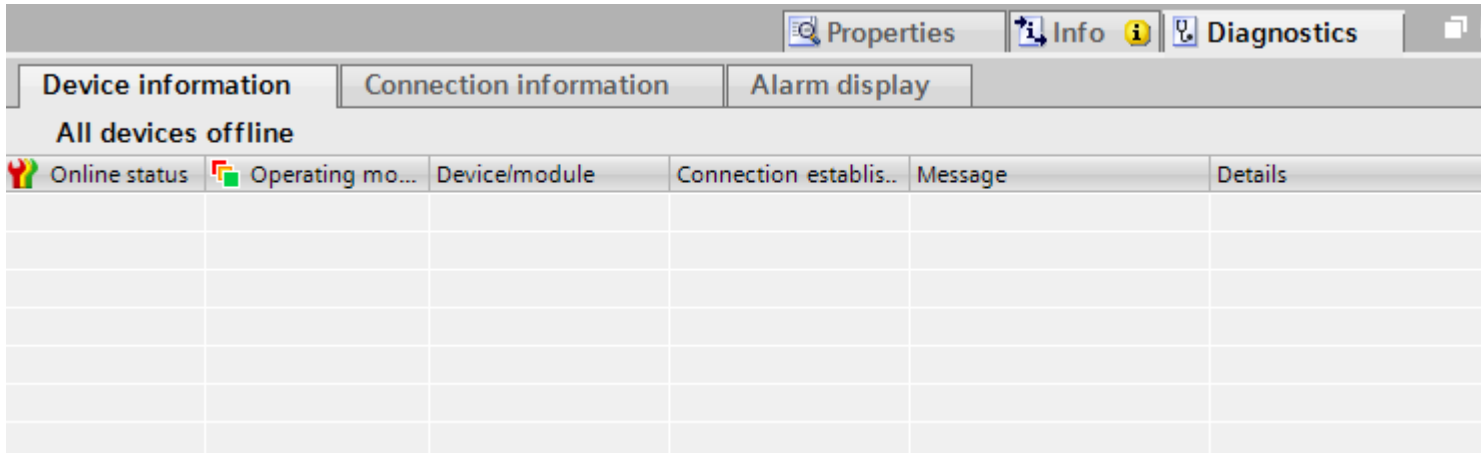 Properties Info Diagnostics
Device information Connection information Alarm display
All devices offline
Online status Operating mo... Device/module Connection establis.. Message Details